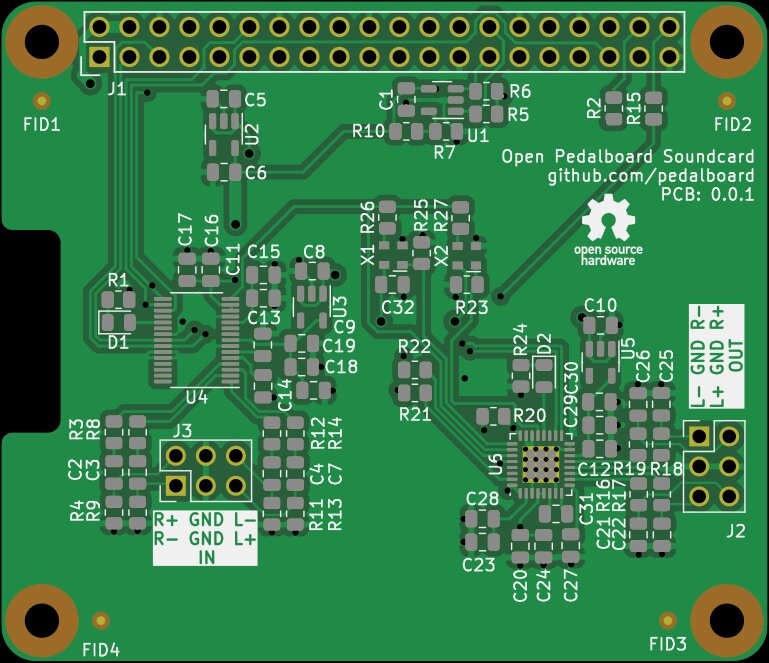 J1
C5
U2
C6
C1
R6
R5
R10
U1
R7
R2
R15
FID1
FID2
Open Pedalboard Soundcard
github.com/pedalboard
PCB: 0.0.1
open source
hardware
C17
C16
C11
C15
C13
C8
U3
C9
C19
C18
C14
R26
R25
R27
X1
X2
C32
R23
R1
D1
U4
C10
U5
R22
R21
R24
D2
C30
C29
C26
C25
L- GND R-
L+ GND R+
OUT
R20
U6
C12
R19
R18
R3
R8
J3
R12
R14
C2
C3
C4
C7
R4
R9
R11
R13
R+ GND L-
R- GND L+
IN
C28
C23
C31
R16
R17
C21
C22
J2
C20
C24
C27
FID4
FID3